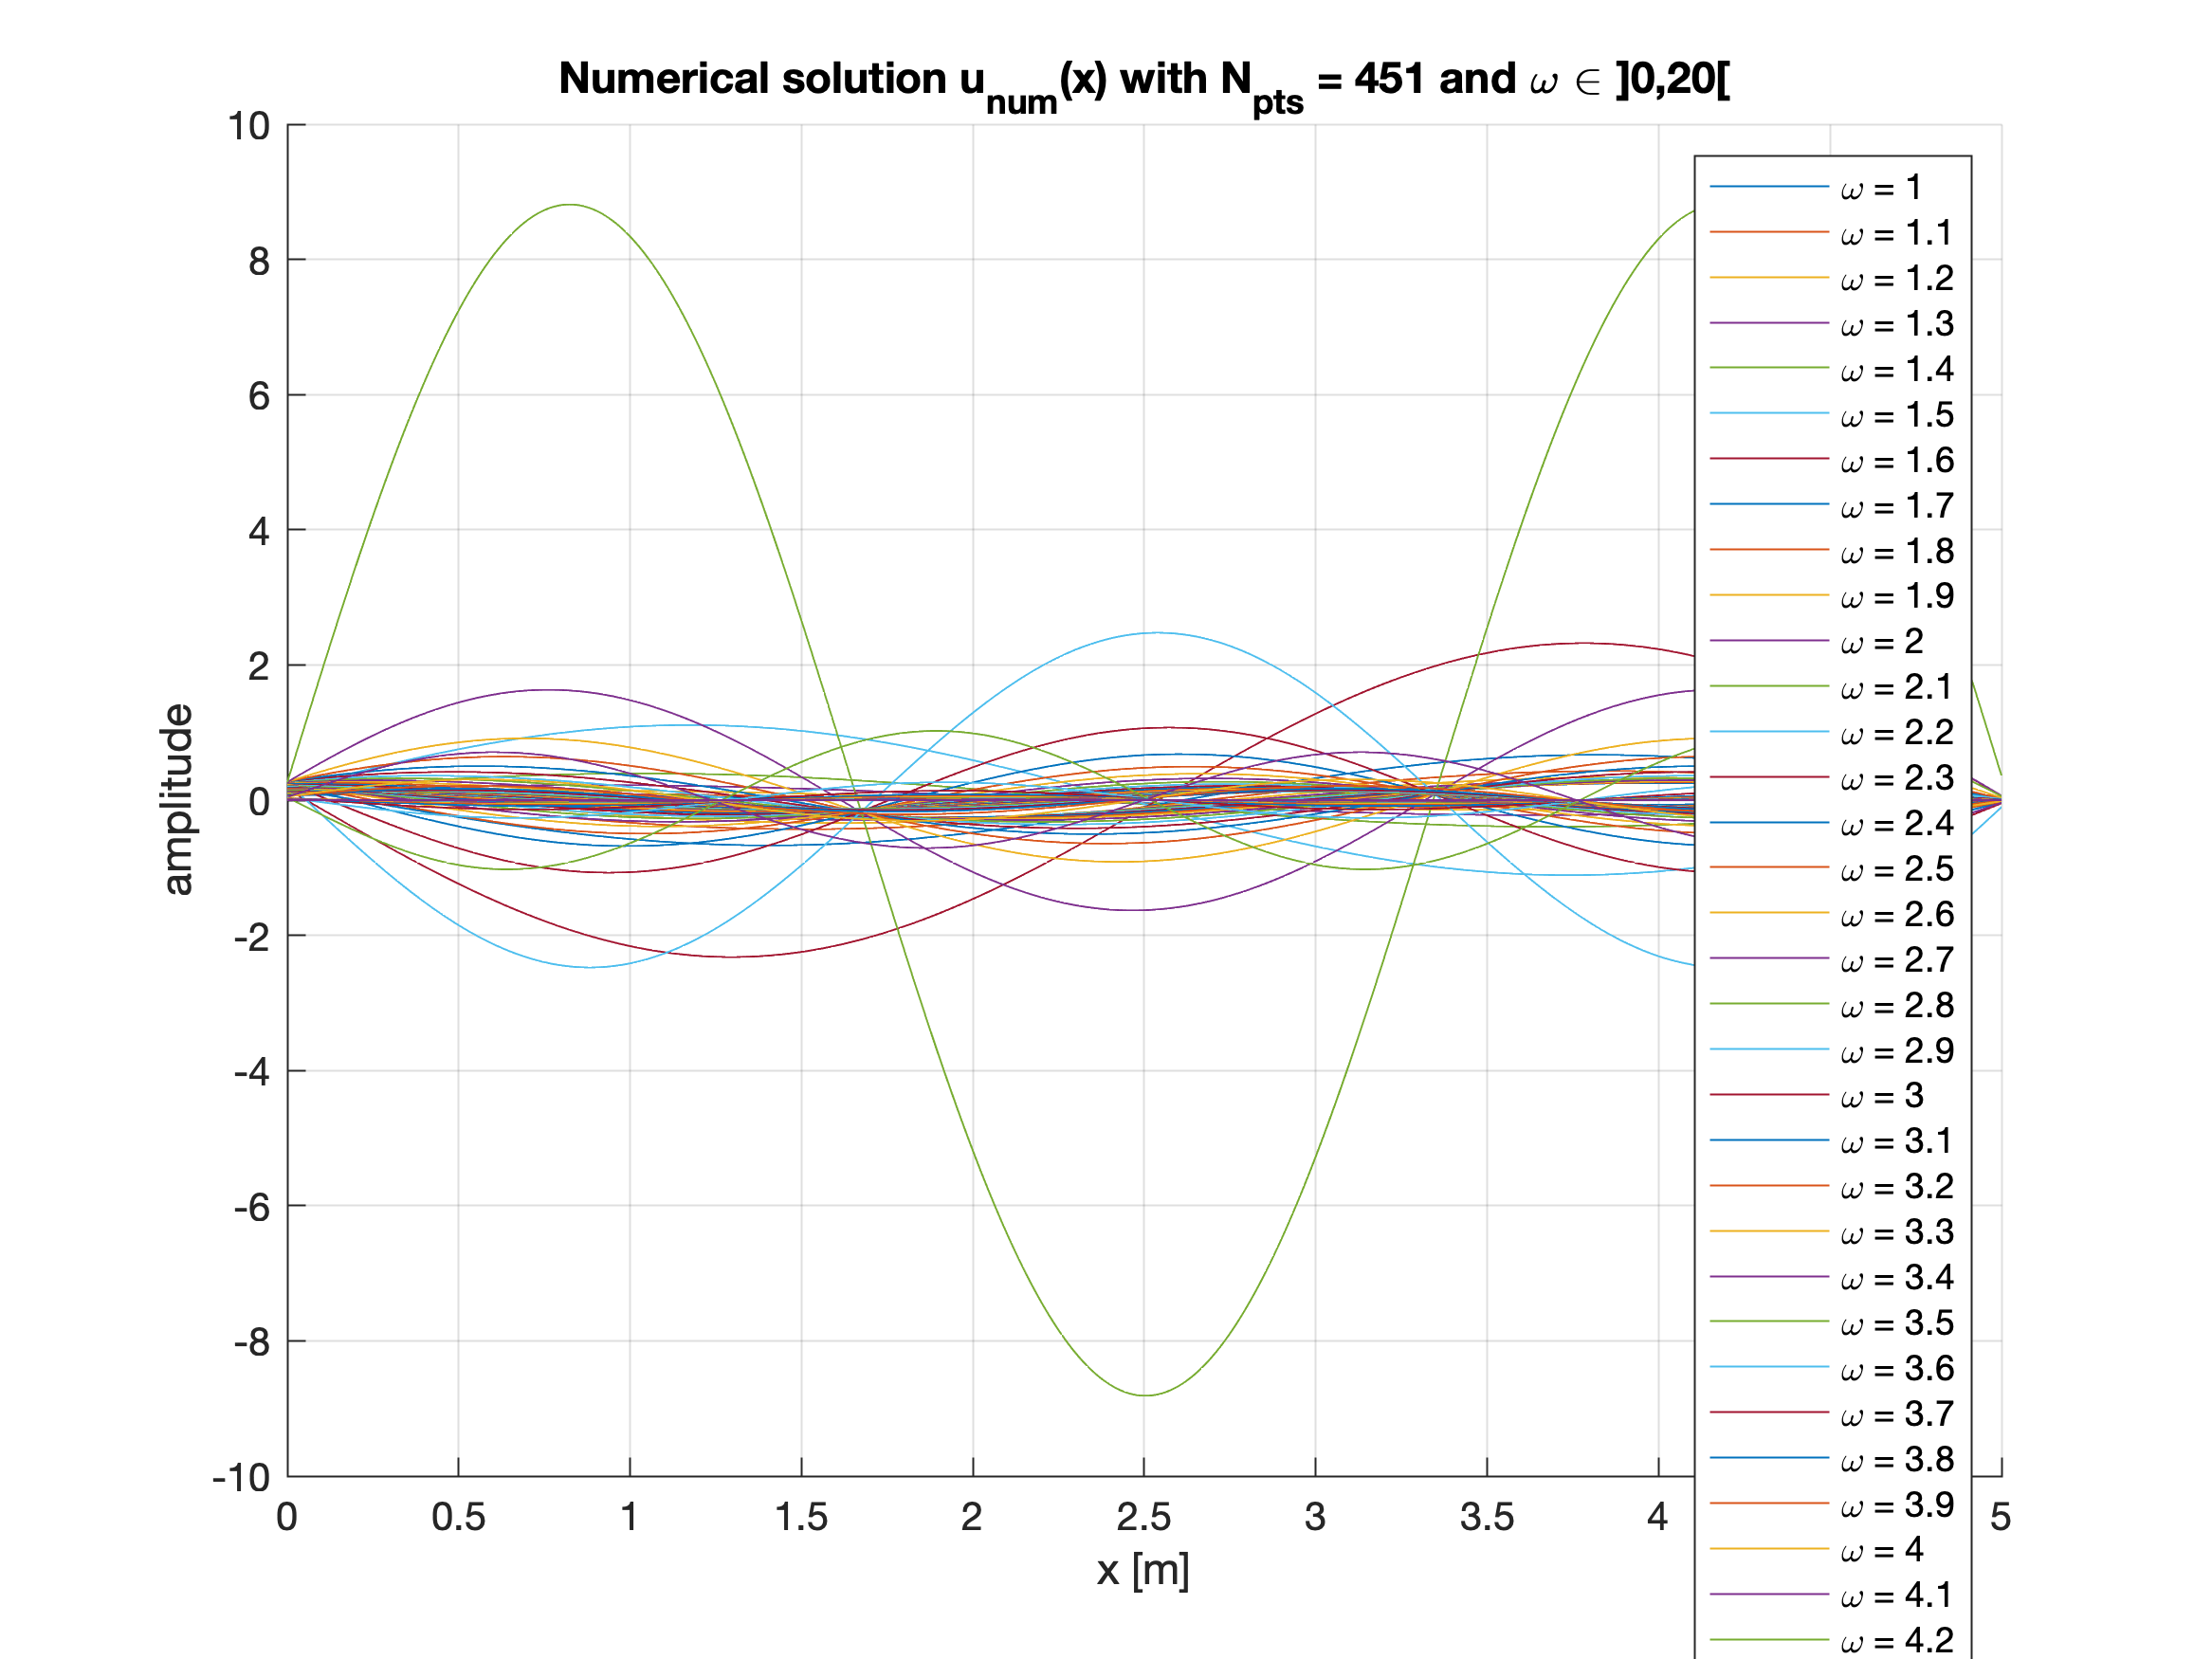 Numerical solution u_num(x) with N_pts = 451 and ω ∈ ]0,20[
10
8
6
4
2
0
-2
-4
-6
-8
-10
amplitude
0 0.5 1 1.5 2 2.5 3 3.5 4 5
x [m]
ω = 1
ω = 1.1
ω = 1.2
ω = 1.3
ω = 1.4
ω = 1.5
ω = 1.6
ω = 1.7
ω = 1.8
ω = 1.9
ω = 2
ω = 2.1
ω = 2.2
ω = 2.3
ω = 2.4
ω = 2.5
ω = 2.6
ω = 2.7
ω = 2.8
ω = 2.9
ω = 3
ω = 3.1
ω = 3.2
ω = 3.3
ω = 3.4
ω = 3.5
ω = 3.6
ω = 3.7
ω = 3.8
ω = 3.9
ω = 4
ω = 4.1
ω = 4.2